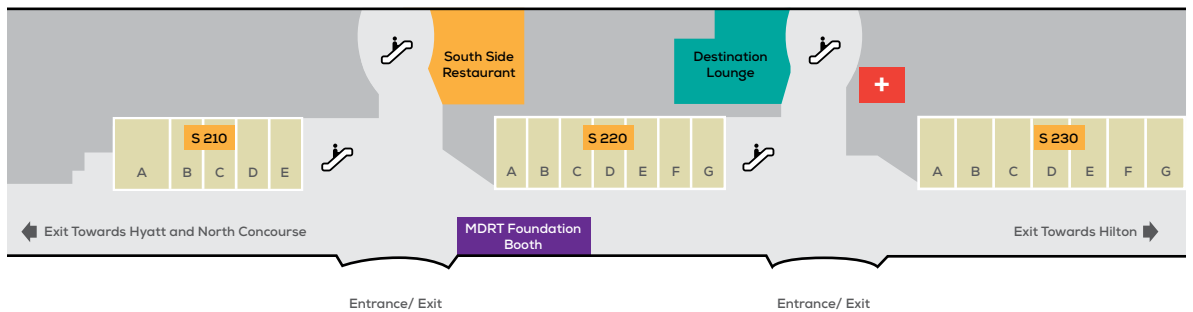 South Side
Restaurant
Destination
Lounge
S 210
A B C D E
S 220
A B C D E F G
S 230
A B C D E F G
Exit Towards Hyatt and North Concourse
MDRT Foundation
Booth
Exit Towards Hilton
Entrance/ Exit
Entrance/ Exit